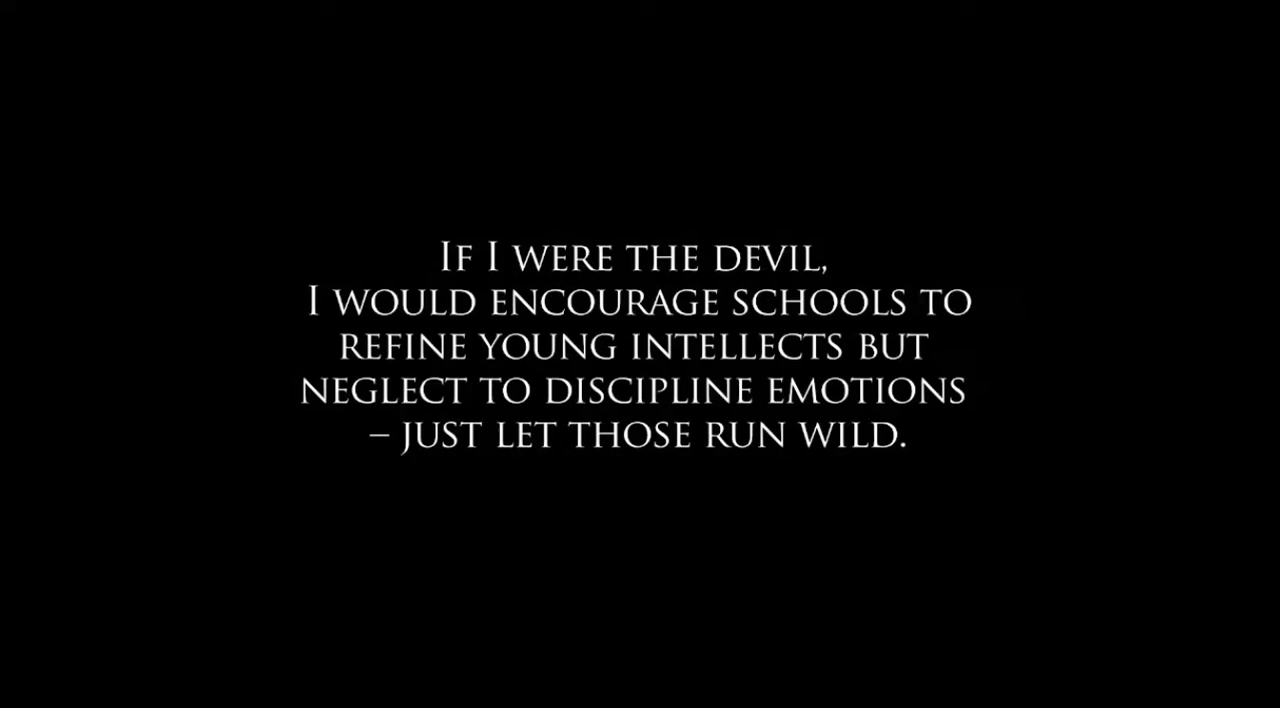 If I were the devil,
I would encourage schools to
refine young intellects but
neglect to discipline emotions
– just let those run wild.